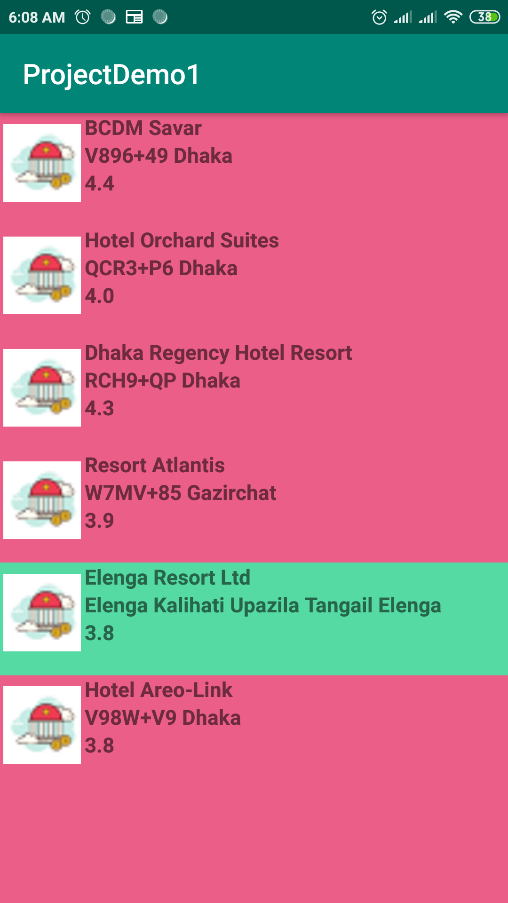 6:08 AM
38
ProjectDemo1
BCDM Savar
V896+49 Dhaka
4.4
Hotel Orchard Suites
QCR3+P6 Dhaka
4.0
Dhaka Regency Hotel Resort
RCH9+QP Dhaka
4.3
Resort Atlantis
W7MV+85 Gazirchat
3.9
Elenga Resort Ltd
Elenga Kalihati Upazila Tangail Elenga
3.8
Hotel Areo-Link
V98W+V9 Dhaka
3.8